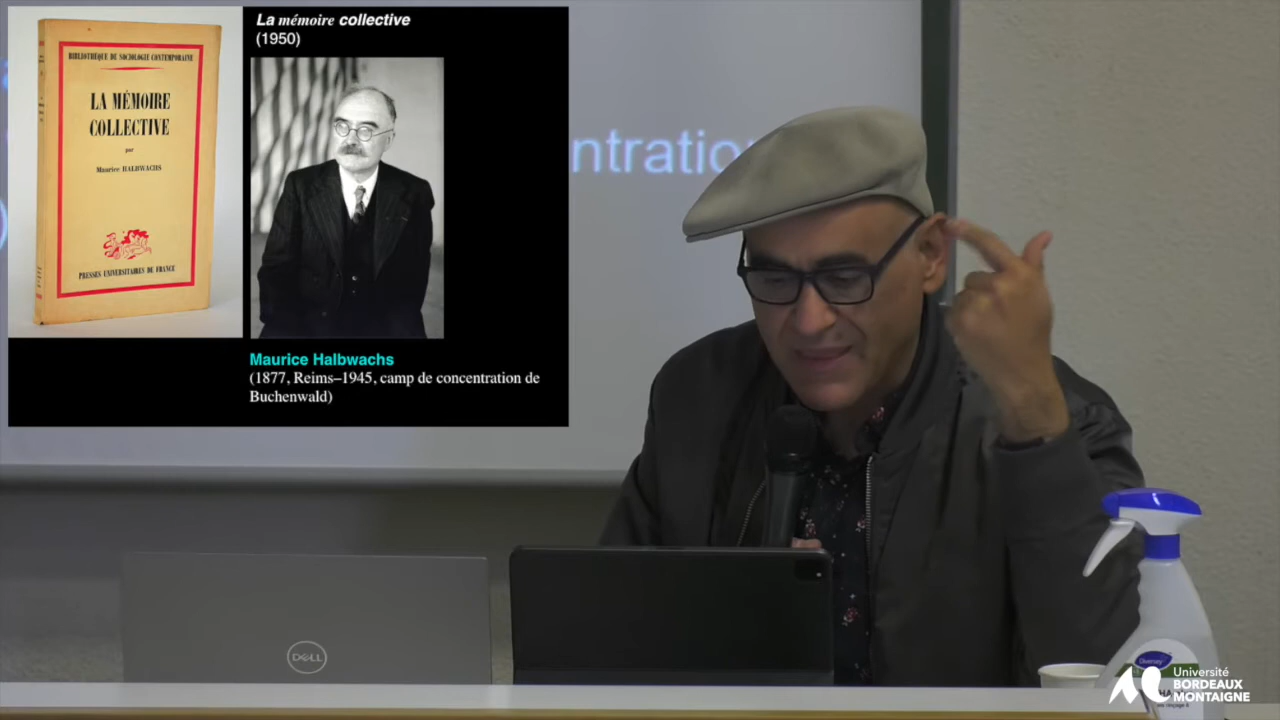 BIBLIOTHÈQUE DE SOCIOLOGIE CONTEMPORAINE
LA MÉMOIRE
COLLECTIVE
par
Maurice HALBWACHS
PRESSES UNIVERSITAIRES DE FRANCE
La mémoire collective
(1950)
Maurice Halbwachs
(1877, Reims–1945, camp de concentration de
Buchenwald)
DELL
Diversey
Université
BORDEAUX
MONTAIGNE